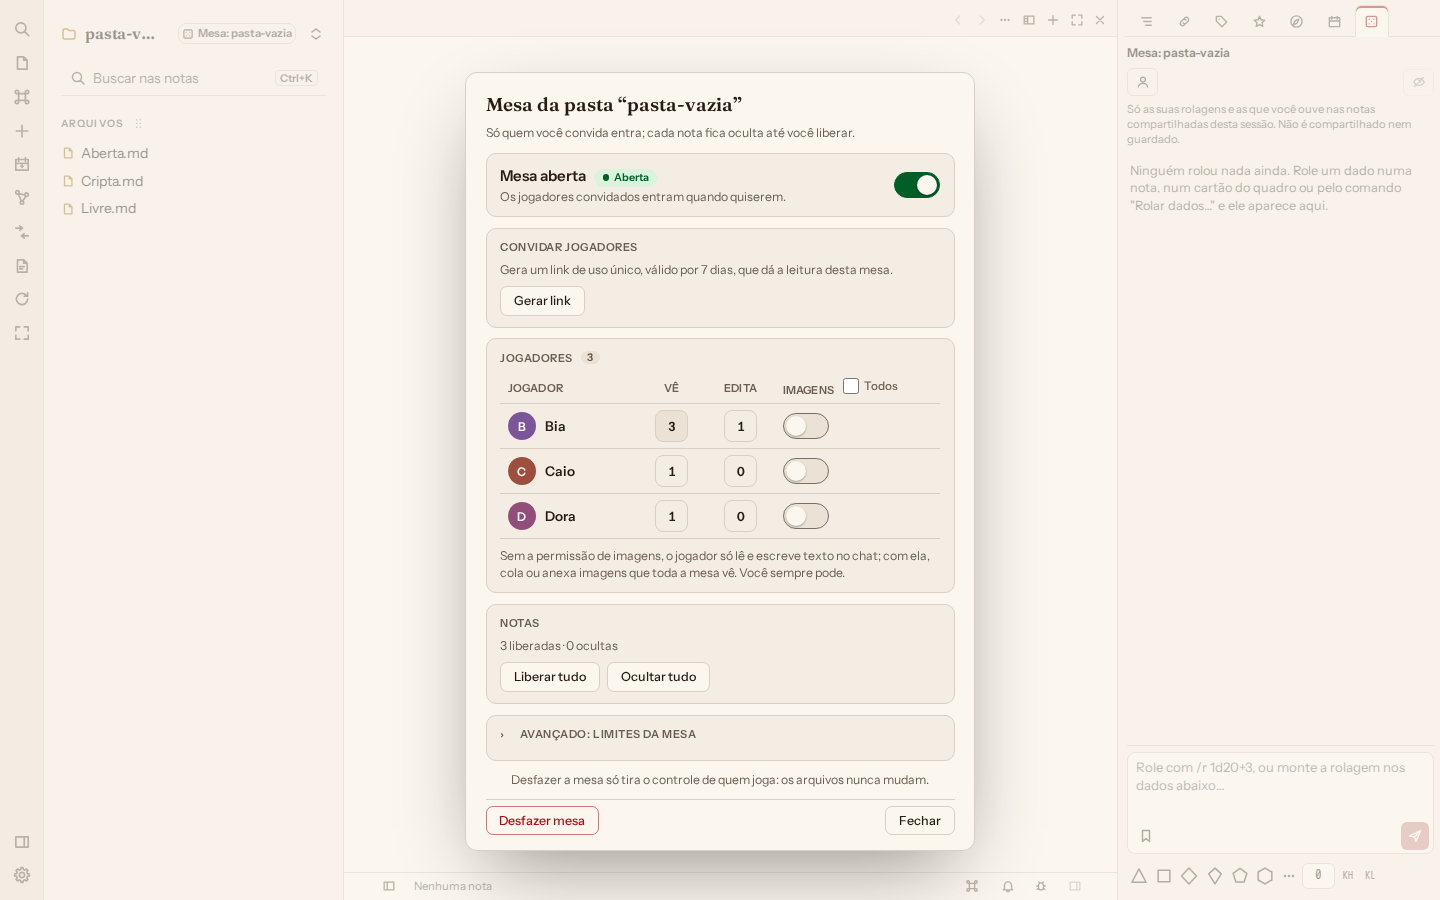 pasta-v...
Mesa: pasta-vazia
Buscar nas notas
Ctrl+K
ARQUIVOS
Aberta.md
Cripta.md
Livre.md
Mesa da pasta “pasta-vazia”
Só quem você convida entra; cada nota fica oculta até você liberar.
Mesa aberta
Aberta
Os jogadores convidados entram quando quiserem.
CONVIDAR JOGADORES
Gera um link de uso único, válido por 7 dias, que dá a leitura desta mesa.
Gerar link
JOGADORES 3
JOGADOR VÊ EDITA IMAGENS Todos
B Bia 3 1
C Caio 1 0
D Dora 1 0
Sem a permissão de imagens, o jogador só lê e escreve texto no chat; com ela,
cola ou anexa imagens que toda a mesa vê. Você sempre pode.
NOTAS
3 liberadas · 0 ocultas
Liberar tudo
Ocultar tudo
AVANÇADO: LIMITES DA MESA
Desfazer a mesa só tira o controle de quem joga: os arquivos nunca mudam.
Desfazer mesa
Fechar
Nenhuma nota
Mesa: pasta-vazia
Só as suas rolagens e as que você ouve nas notas
compartilhadas desta sessão. Não é compartilhado nem
guardado.
Ninguém rolou nada ainda. Role um dado numa
nota, num cartão do quadro ou pelo comando
"Rolar dados…" e ele aparece aqui.
Role com /r 1d20+3, ou monte a rolagem nos
dados abaixo…
0
KH
KL